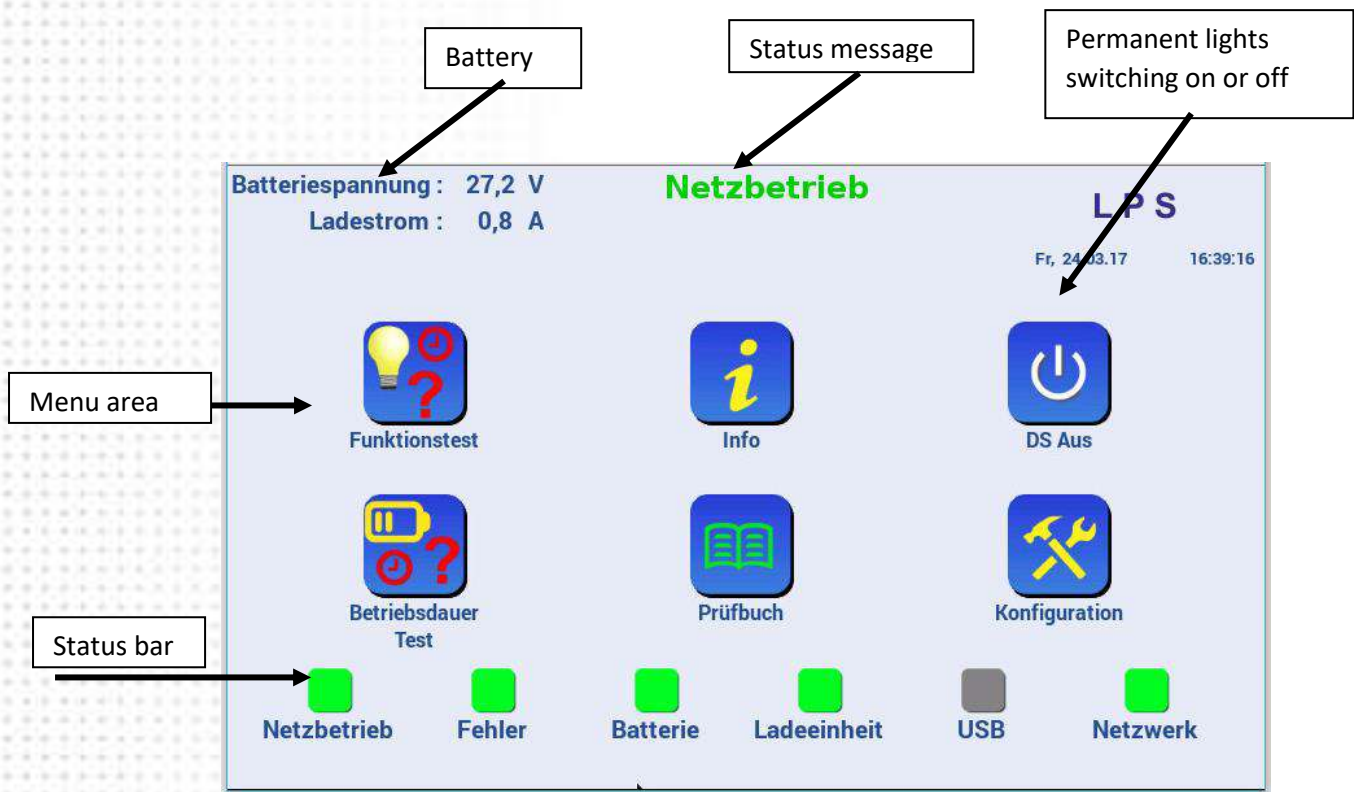 Battery
Status message
Permanent lights
switching on or off
Batteriespannung : 27,2 V
Ladestrom : 0,8 A
Netzbetrieb
L P S
Fr, 24.03.17 16:39:16
Menu area
Funktionstest
Info
DS Aus
Betriebsdauer
Test
Prüfbuch
Konfiguration
Status bar
Netzbetrieb
Fehler
Batterie
Ladeeinheit
USB
Netzwerk